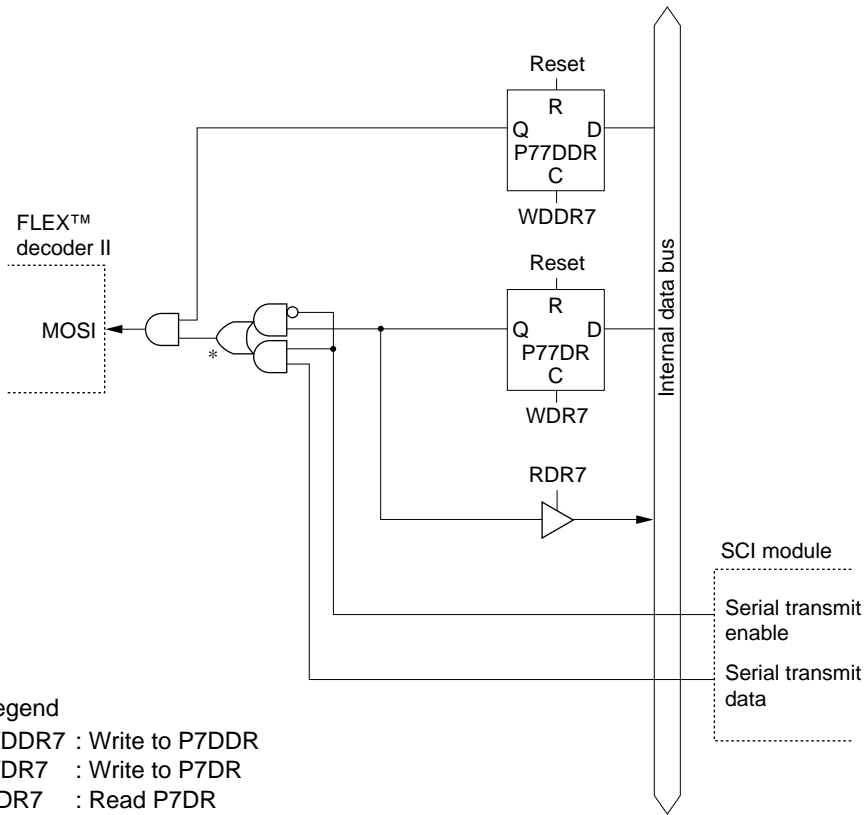 Reset
R
Q D
P77DDR
C
WDDR7
FLEX™
decoder II
MOSI
*
Reset
R
Q D
P77DR
C
WDR7
Internal data bus
RDR7
SCI module
Serial transmit
enable
Serial transmit
data
egend
DDR7 : Write to P7DDR
DR7 : Write to P7DR
DR7 : Read P7DR